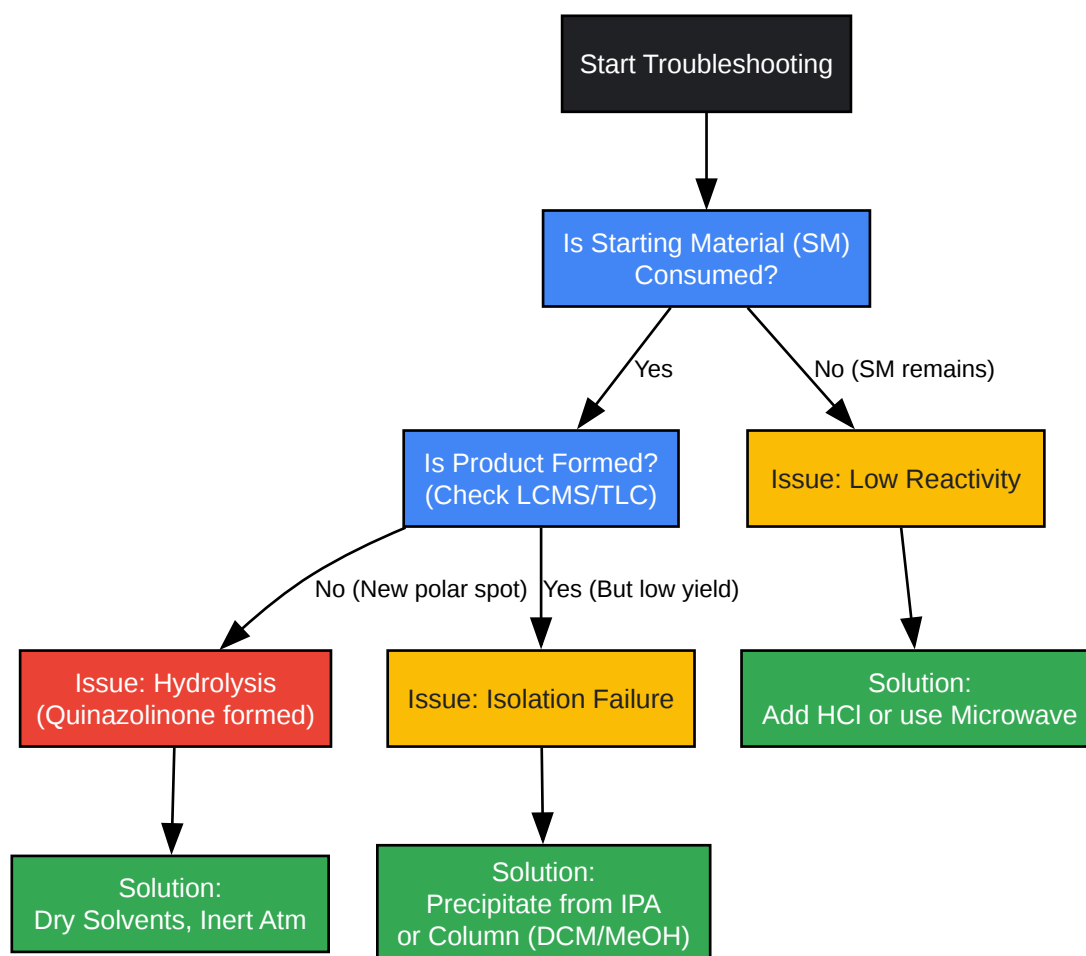 Start Troubleshooting
Is Starting Material (SM)
Consumed?
Yes
No (SM remains)
Is Product Formed?
(Check LCMS/TLC)
Issue: Low Reactivity
No (New polar spot)
Yes (But low yield)
Issue: Hydrolysis
(Quinazolinone formed)
Issue: Isolation Failure
Solution:
Add HCl or use Microwave
Solution:
Dry Solvents, Inert Atm
Solution:
Precipitate from IPA
or Column (DCM/MeOH)